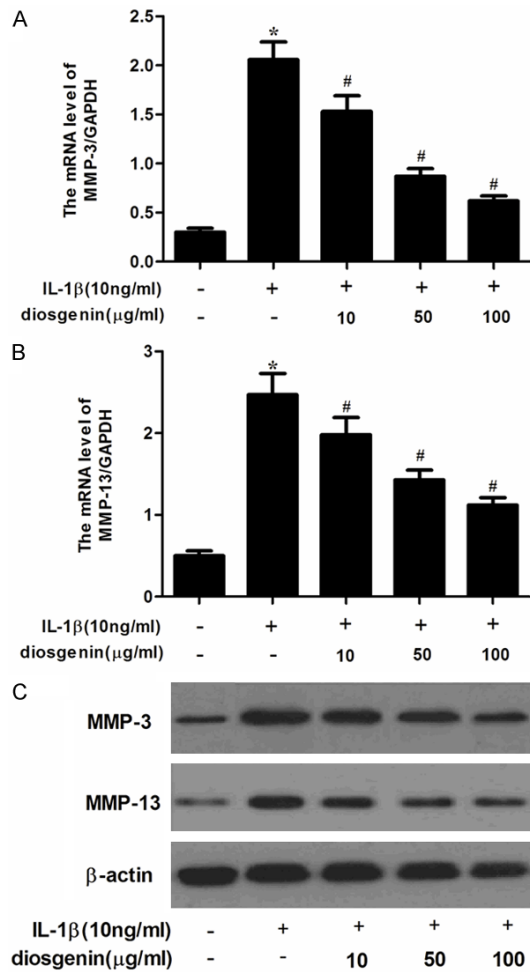 A
The mRNA level of
MMP-3/GAPDH
2.5
2.0
1.5
1.0
0.5
0.0
*
#
#
#
IL-1β(10ng/ml) - + + + +
diosgenin(μg/ml) - - 10 50 100
B
The mRNA level of
MMP-13/GAPDH
3
2
1
0
*
#
#
#
IL-1β(10ng/ml) - + + + +
diosgenin(μg/ml) - - 10 50 100
C
MMP-3
MMP-13
β-actin
IL-1β(10ng/ml) - + + + +
diosgenin(μg/ml) - - 10 50 100